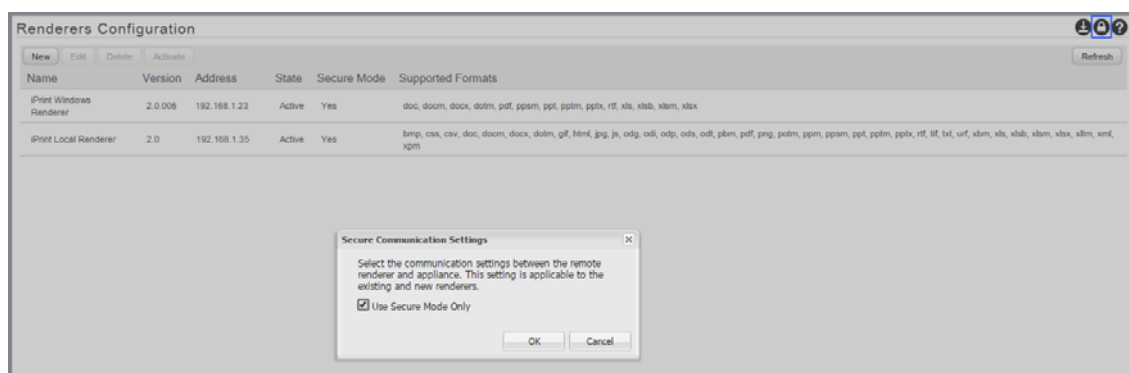 Renderers Configuration
New Edit Delete Activate Refresh
Name Version Address State Secure Mode Supported Formats
iPrint Windows
Renderer 2.0.006 192.168.1.23 Active Yes doc, docm, docx, dotm, pdf, ppsm, ppt, pptm, pptx, rtf, xls, xlsb, xlsm, xlsx
iPrint Local Renderer 2.0 192.168.1.35 Active Yes bmp, css, csv, doc, docm, docx, dotm, gif, html, jpg, js, odg, odi, odp, ods, odt, pbm, pdf, png, potm, ppm, ppsm, ppt, pptm, pptx, rtf, tif, txt, urf, xbm, xls, xlsb, xlsm, xlsx, xltm, xml,
xpm
Secure Communication Settings
Select the communication settings between the remote
renderer and appliance. This setting is applicable to the
existing and new renderers.
Use Secure Mode Only
OK Cancel